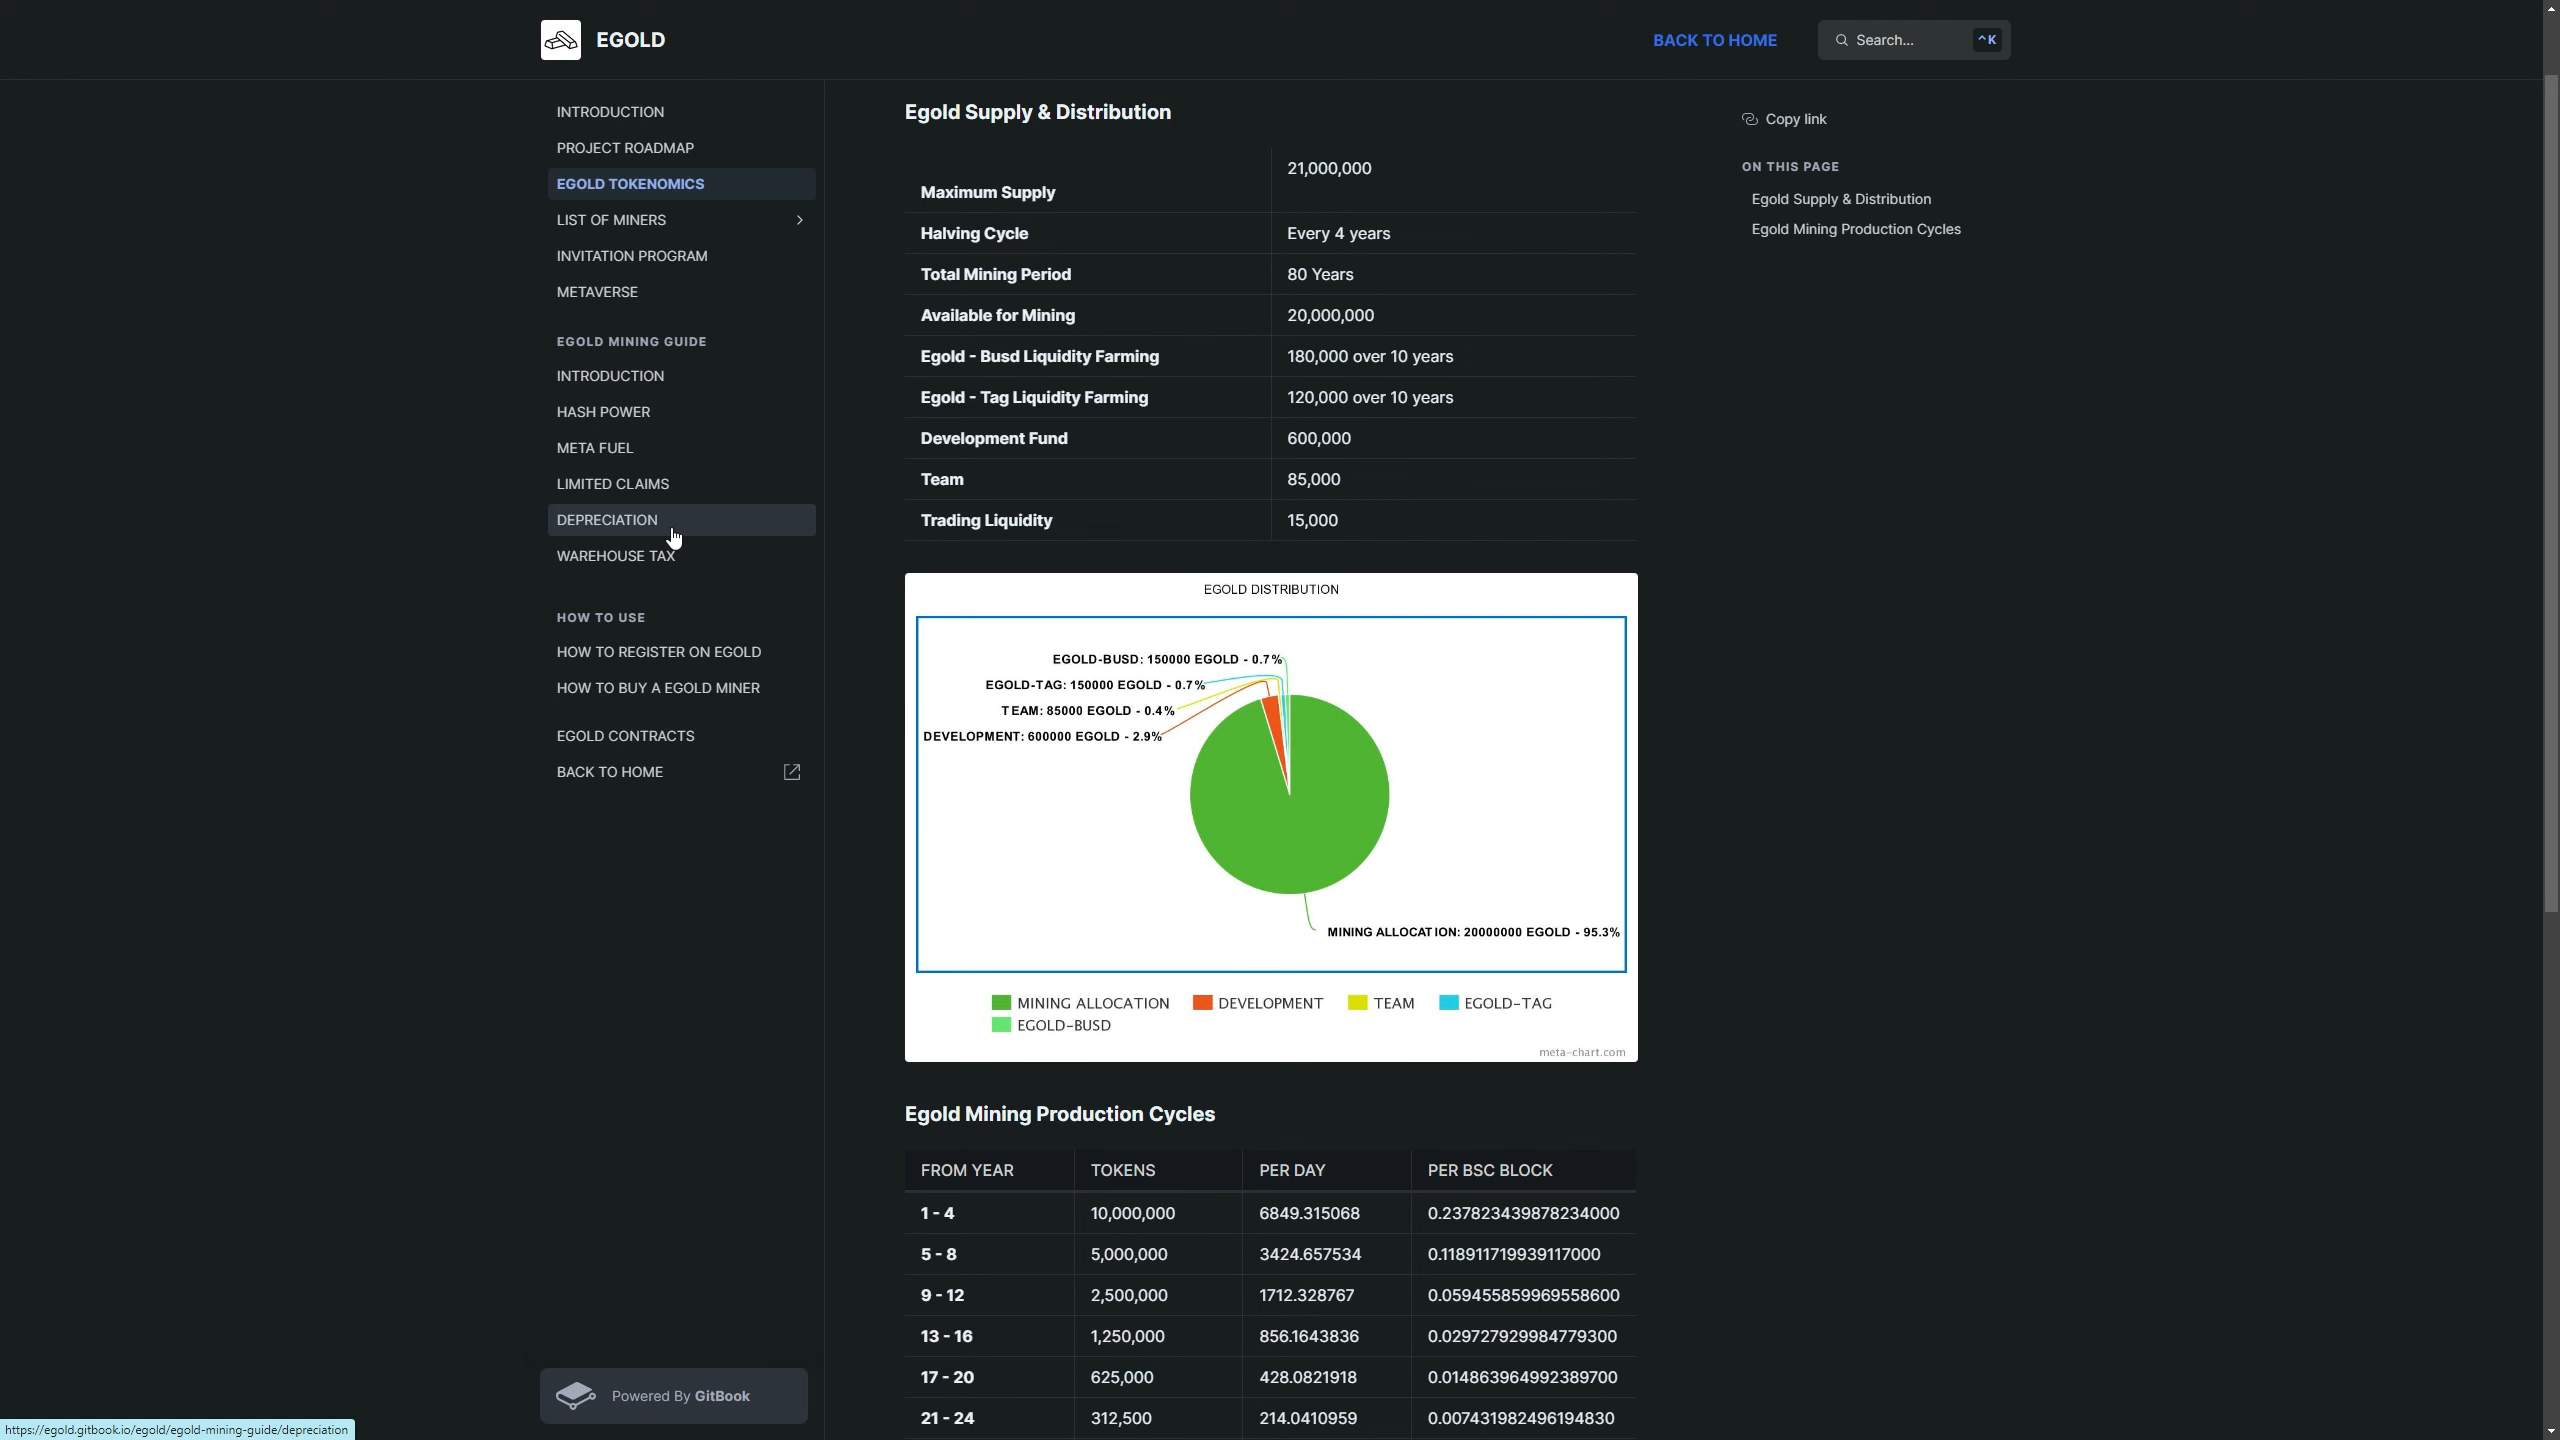 EGOLD
BACK TO HOME
Search...
^K
INTRODUCTION
PROJECT ROADMAP
EGOLD TOKENOMICS
LIST OF MINERS
INVITATION PROGRAM
METAVERSE
EGOLD MINING GUIDE
INTRODUCTION
HASH POWER
META FUEL
LIMITED CLAIMS
DEPRECIATION
WAREHOUSE TAX
HOW TO USE
HOW TO REGISTER ON EGOLD
HOW TO BUY A EGOLD MINER
EGOLD CONTRACTS
BACK TO HOME
Powered By GitBook
https://egold.gitbook.io/egold/egold-mining-guide/depreciation
Egold Supply & Distribution
Maximum Supply 21,000,000
Halving Cycle Every 4 years
Total Mining Period 80 Years
Available for Mining 20,000,000
Egold - Busd Liquidity Farming 180,000 over 10 years
Egold - Tag Liquidity Farming 120,000 over 10 years
Development Fund 600,000
Team 85,000
Trading Liquidity 15,000
EGOLD DISTRIBUTION
EGOLD-BUSD: 150000 EGOLD - 0.7%
EGOLD-TAG: 150000 EGOLD - 0.7%
TEAM: 85000 EGOLD - 0.4%
DEVELOPMENT: 600000 EGOLD - 2.9%
MINING ALLOCATION: 20000000 EGOLD - 95.3%
MINING ALLOCATION DEVELOPMENT TEAM EGOLD-TAG
EGOLD-BUSD
meta-chart.com
Egold Mining Production Cycles
FROM YEAR TOKENS PER DAY PER BSC BLOCK
1 - 4 10,000,000 6849.315068 0.237823439878234000
5 - 8 5,000,000 3424.657534 0.118911719939117000
9 - 12 2,500,000 1712.328767 0.059455859969558600
13 - 16 1,250,000 856.1643836 0.029727929984779300
17 - 20 625,000 428.0821918 0.014863964992389700
21 - 24 312,500 214.0410959 0.007431982496194830
Copy link
ON THIS PAGE
Egold Supply & Distribution
Egold Mining Production Cycles